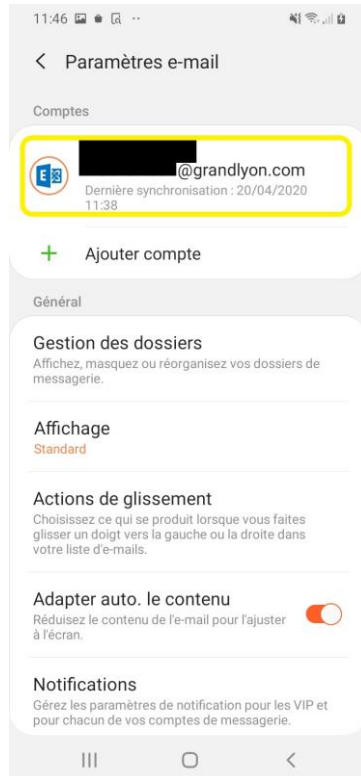 11:46
Paramètres e-mail
Comptes
@grandlyon.com
Dernière synchronisation : 20/04/2020
11:38
Ajouter compte
Général
Gestion des dossiers
Affichez, masquez ou réorganisez vos dossiers de
messagerie.
Affichage
Standard
Actions de glissement
Choisissez ce qui se produit lorsque vous faites
glisser un doigt vers la gauche ou la droite dans
votre liste d'e-mails.
Adapter auto. le contenu
Réduisez le contenu de l'e-mail pour l'ajuster
à l'écran.
Notifications
Gérez les paramètres de notification pour les VIP et
pour chacun de vos comptes de messagerie.